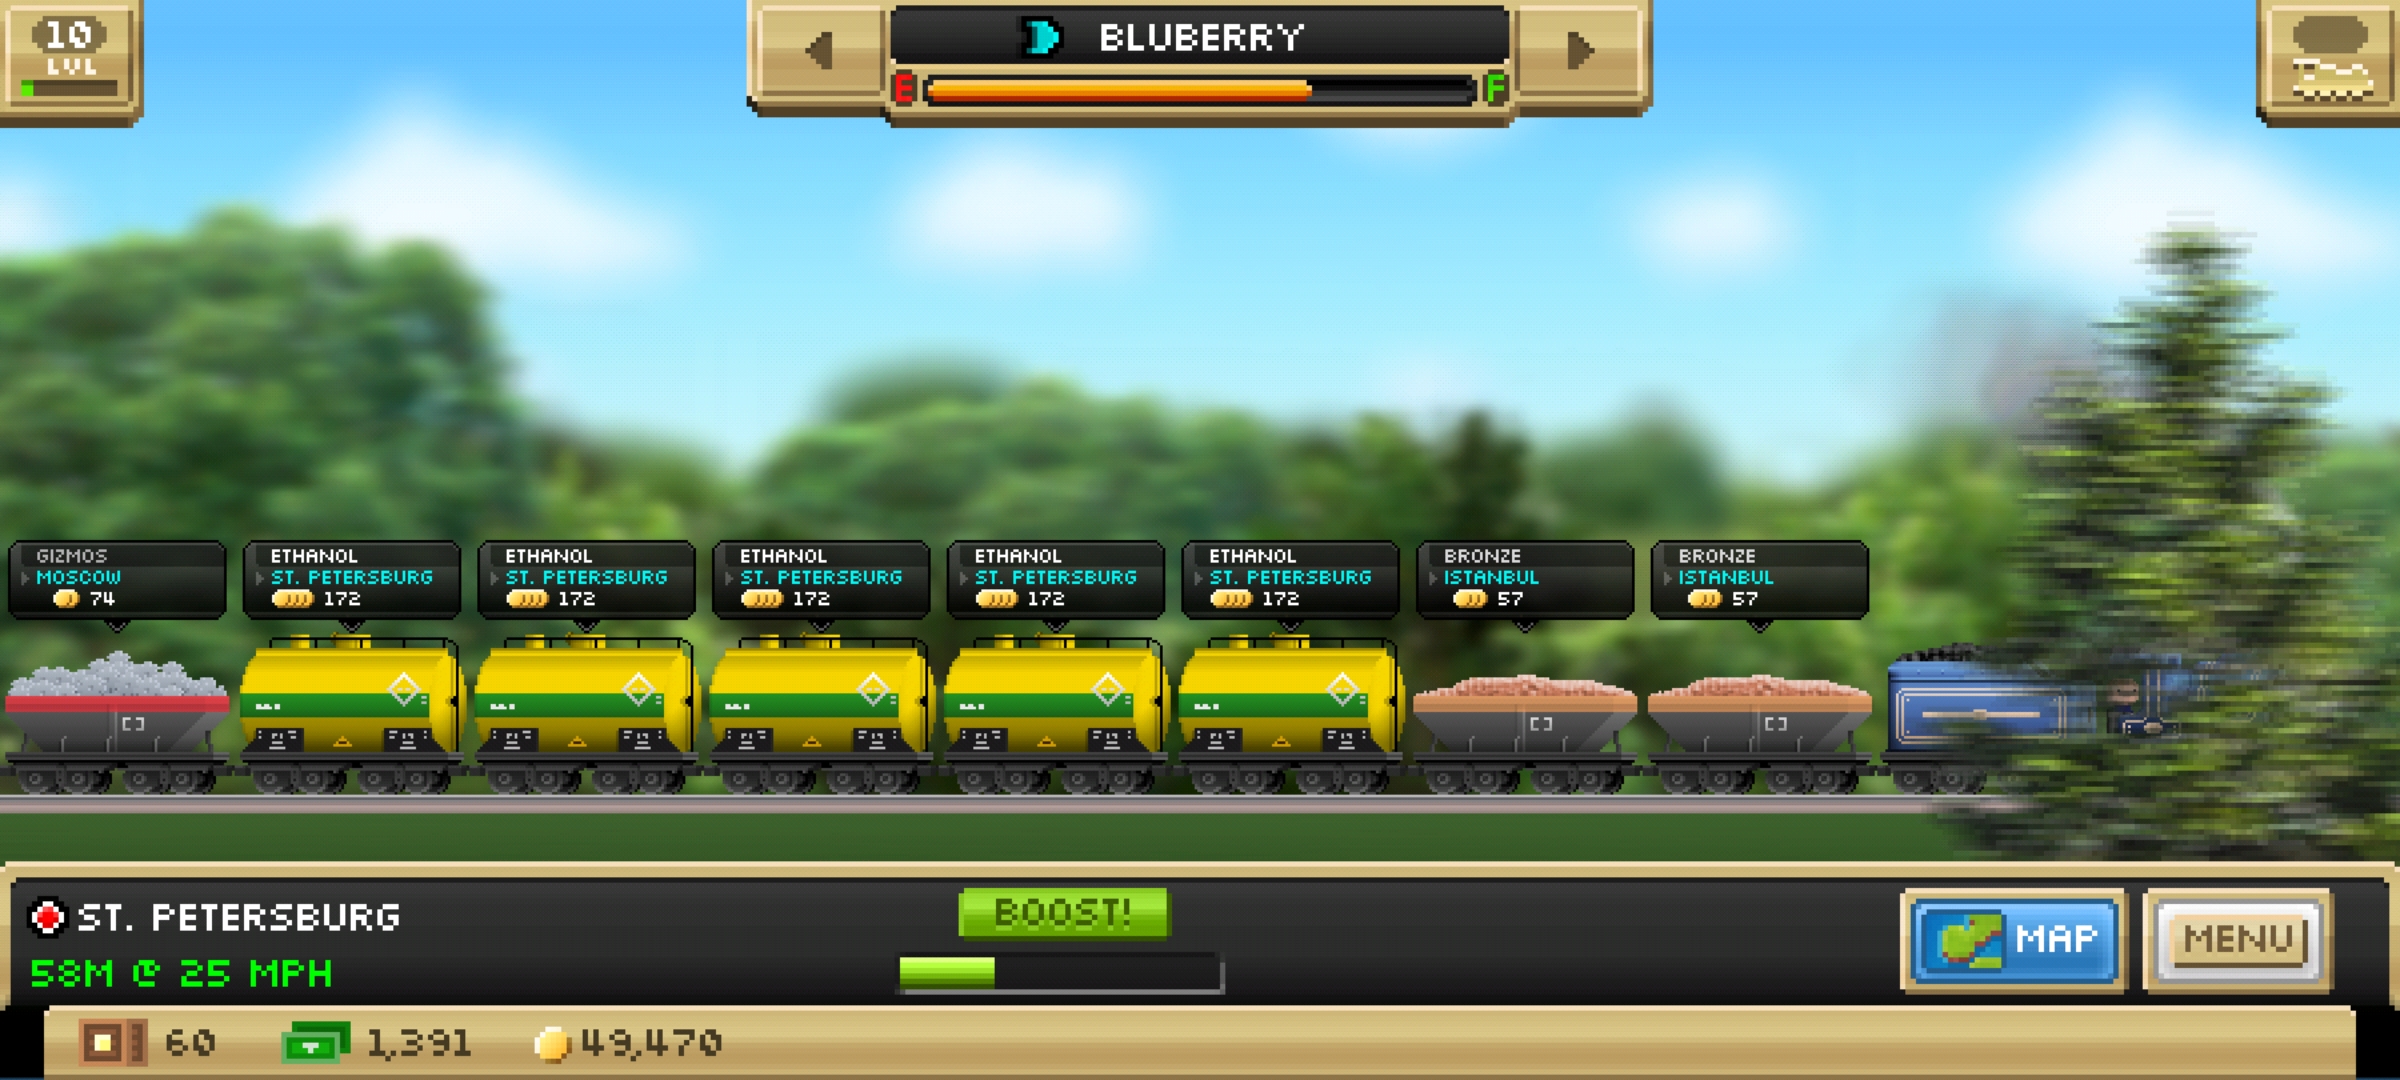 10
LVL
BLUBERRY
E
F
GIZMOS
MOSCOW
74
ETHANOL
ST. PETERSBURG
172
ETHANOL
ST. PETERSBURG
172
ETHANOL
ST. PETERSBURG
172
ETHANOL
ST. PETERSBURG
172
ETHANOL
ST. PETERSBURG
172
BRONZE
ISTANBUL
57
BRONZE
ISTANBUL
57
ST. PETERSBURG
58M @ 25 MPH
BOOST!
MAP
MENU
60
1,391
49,470